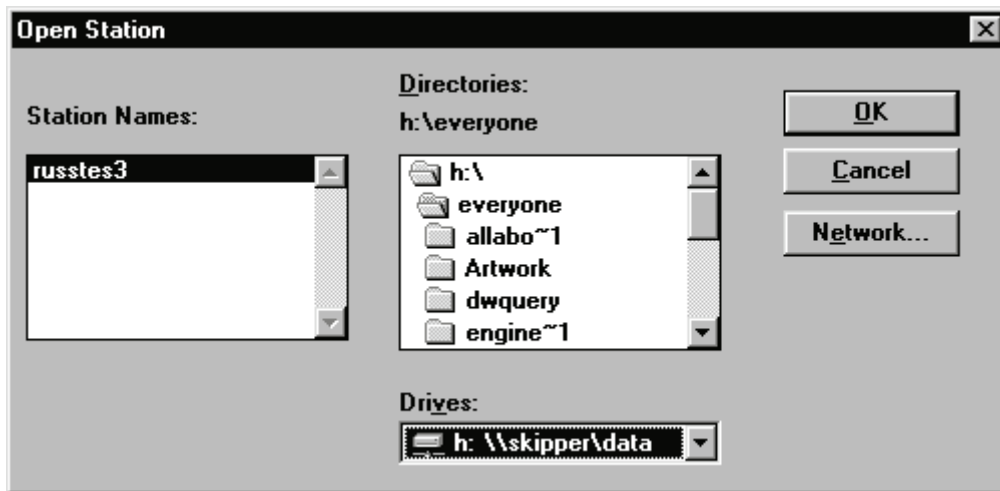 Open Station
Station Names:
russtes3
Directories:
h:\everyone
h:\
everyone
allabo~1
Artwork
dwquery
engine~1
Drives:
h: \\skipper\data
OK
Cancel
Network...